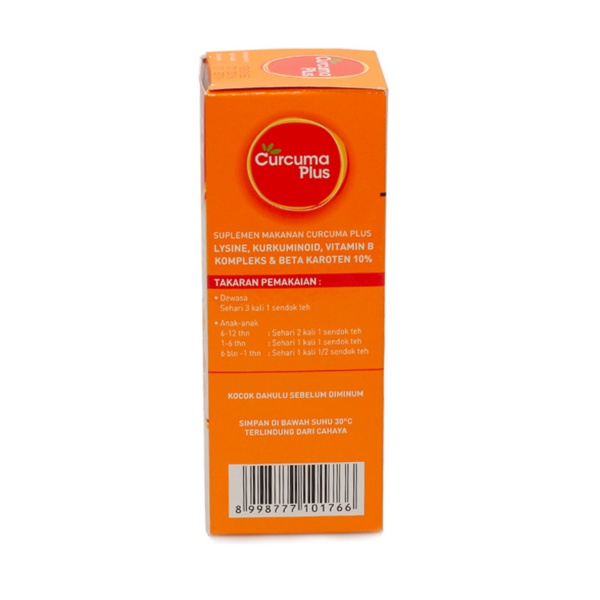 Curcuma
Plus
Curcuma
Plus
SUPLEMEN MAKANAN CURCUMA PLUS
LYSINE, KURKUMINOID, VITAMIN B
KOMPLEKS & BETA KAROTEN 10%
TAKARAN PEMAKAIAN :
• Dewasa
Sehari 3 kali 1 sendok teh
• Anak-anak
6-12 thn : Sehari 2 kali 1 sendok teh
1-6 thn : Sehari 1 kali 1 sendok teh
6 bln -1 thn : Sehari 1 kali 1/2 sendok teh
KOCOK DAHULU SEBELUM DIMINUM
SIMPAN DI BAWAH SUHU 30°C
TERLINDUNG DARI CAHAYA
8 998777 101766